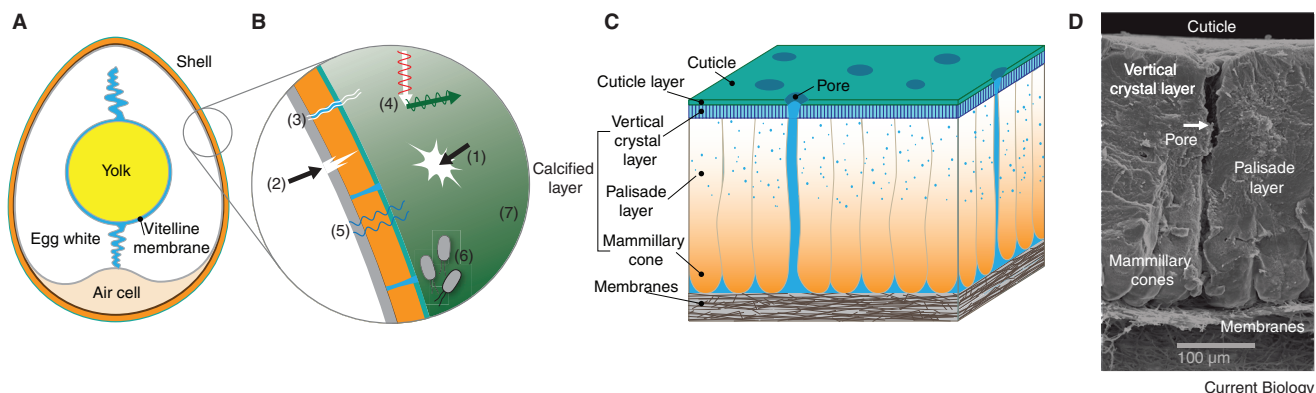 A
Shell
Yolk
Vitelline
membrane
Egg white
Air cell
B
(1)
(2)
(3)
(4)
(5)
(6)
(7)
C
Cuticle
Cuticle layer
Pore
Vertical
crystal
layer
Calcified
layer
Palisade
layer
Mammillary
cone
Membranes
D
Cuticle
Vertical
crystal layer
Pore
Palisade
layer
Mammillary
cones
Membranes
100 µm
Current Biology